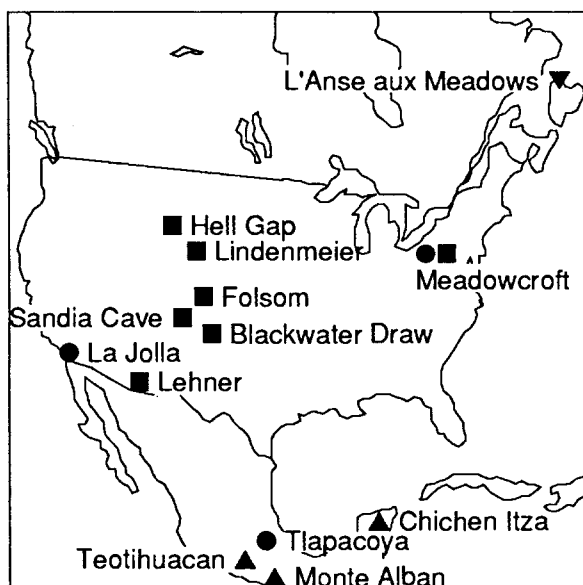 L'Anse aux Meadows
Hell Gap
Lindenmeier
Meadowcroft
Folsom
Sandia Cave
Blackwater Draw
La Jolla
Lehner
Chichen Itza
Tlapacoya
Teotihuacan
Monte Alban